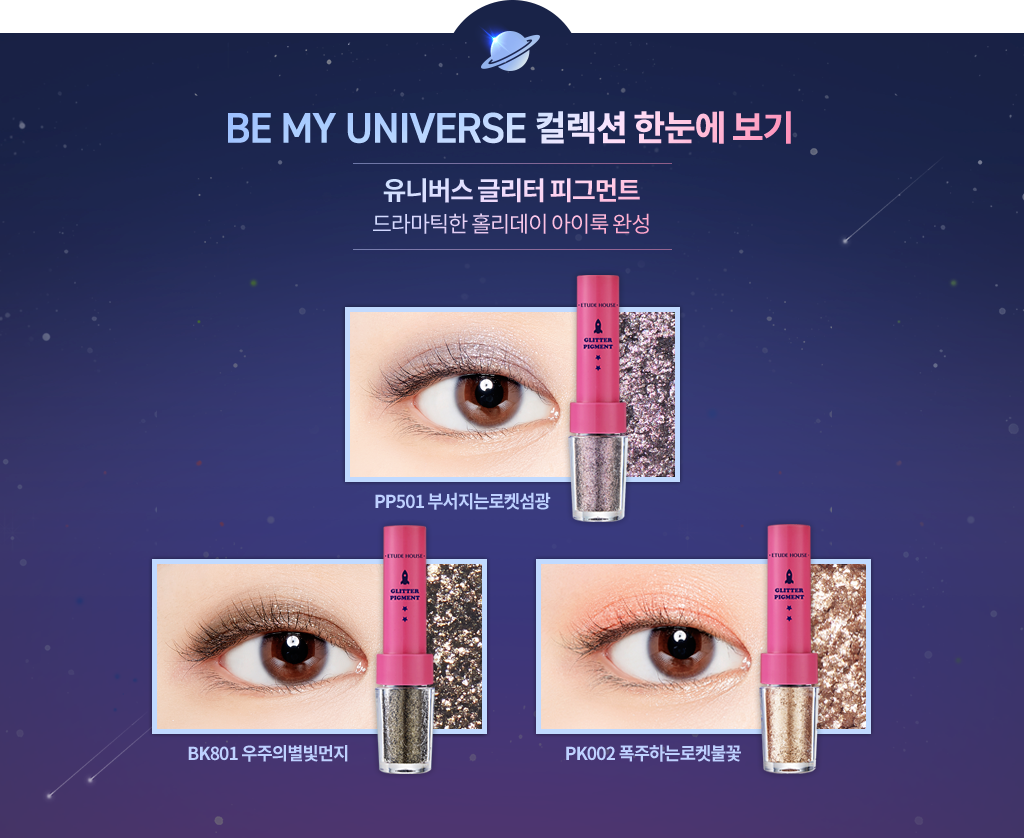 BE MY UNIVERSE 컬렉션 한눈에 보기
유니버스 글리터 피그먼트
드라마틱한 홀리데이 아이룩 완성
ETUDE HOUSE
GLITTER
PIGMENT
PP501 부서지는로켓섬광
ETUDE HOUSE
GLITTER
PIGMENT
BK801 우주의별빛먼지
ETUDE HOUSE
GLITTER
PIGMENT
PK002 폭주하는로켓불꽃